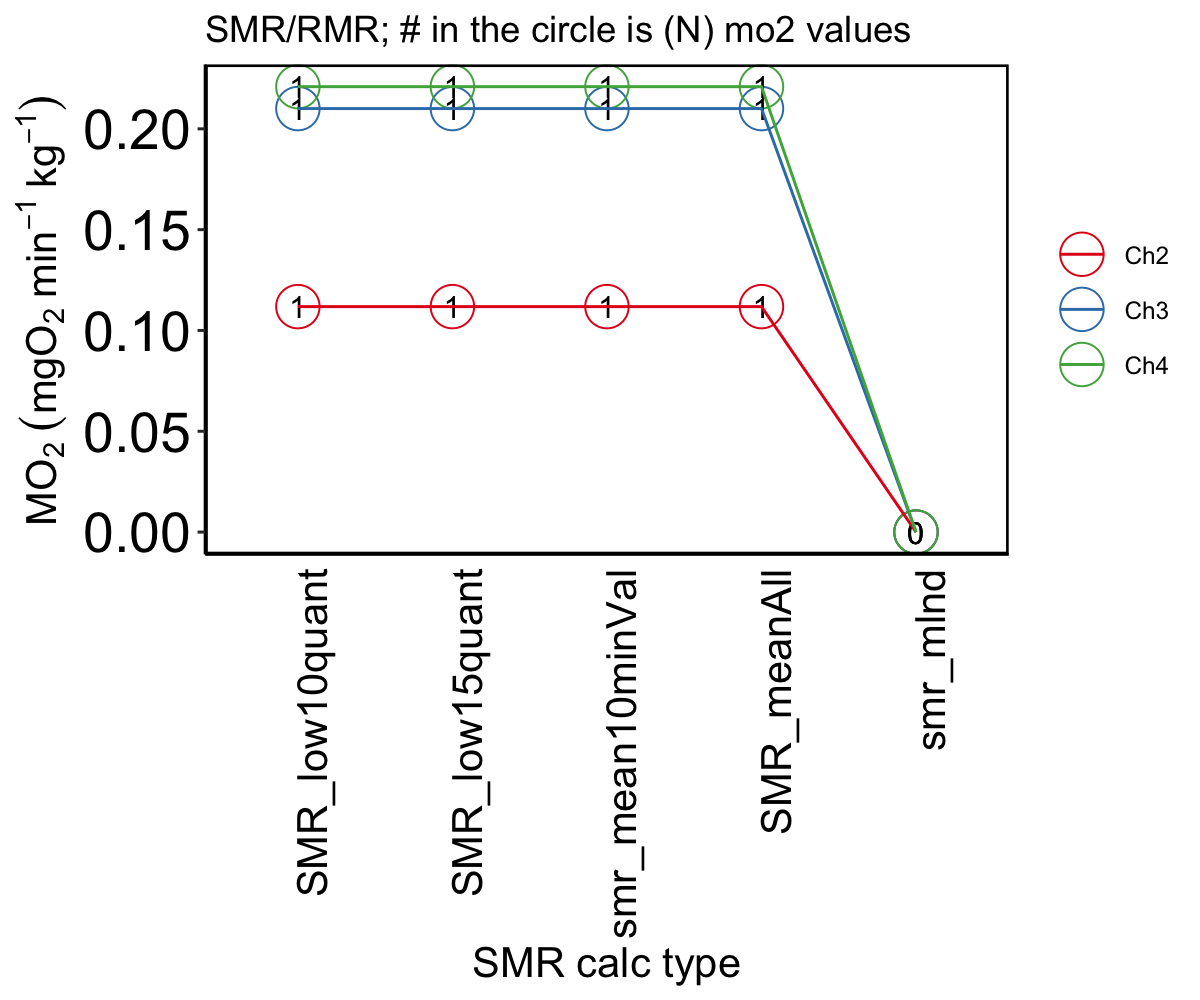 SMR/RMR; # in the circle is (N) mo2 values
MO₂ (mgO₂ min⁻¹ kg⁻¹)
0.20
0.15
0.10
0.05
0.00
1 1 1 1
1 1 1 1
1 1 1 1
0
Ch2
Ch3
Ch4
SMR_low10quant
SMR_low15quant
smr_mean10minVal
SMR_meanAll
smr_mlnd
SMR calc type